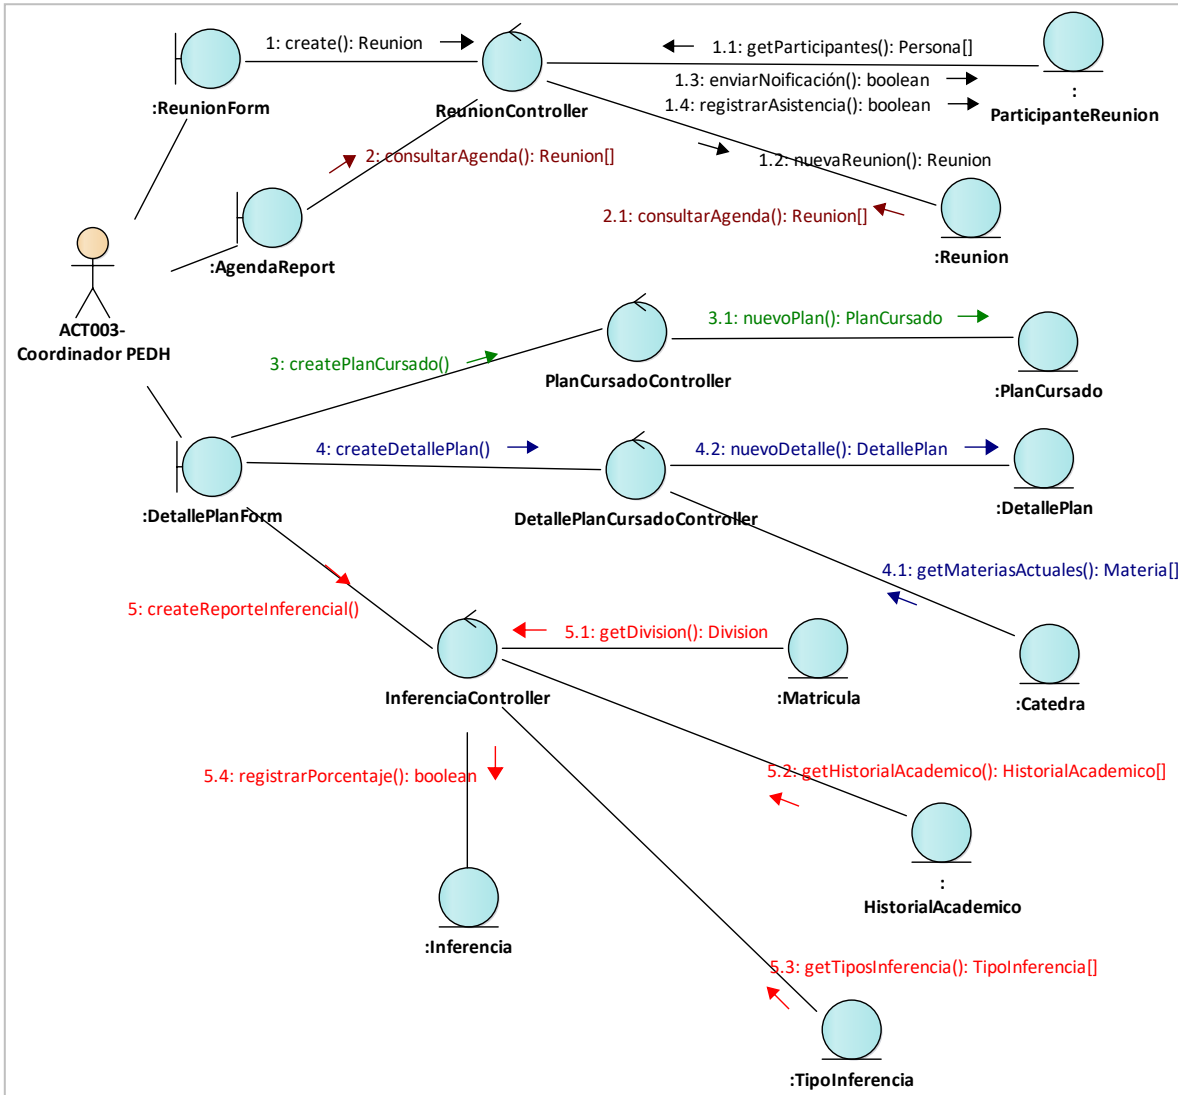 1: create(): Reunion
1.1: getParticipantes(): Persona[]
1.3: enviarNoificación(): boolean
1.4: registrarAsistencia(): boolean
:ReunionForm
ReunionController
:
ParticipanteReunion
2: consultarAgenda(): Reunion[]
1.2: nuevaReunion(): Reunion
2.1: consultarAgenda(): Reunion[]
:Reunion
:AgendaReport
ACT003-
Coordinador PEDH
3.1: nuevoPlan(): PlanCursado
3: createPlanCursado()
PlanCursadoController
:PlanCursado
4: createDetallePlan()
4.2: nuevoDetalle(): DetallePlan
:DetallePlanForm
DetallePlanCursadoController
:DetallePlan
4.1: getMateriasActuales(): Materia[]
5: createReporteInferencial()
5.1: getDivision(): Division
InferenciaController
:Matricula
:Catedra
5.4: registrarPorcentaje(): boolean
5.2: getHistorialAcademico(): HistorialAcademico[]
:
HistorialAcademico
:Inferencia
5.3: getTiposInferencia(): TipoInferencia[]
:TipoInferencia